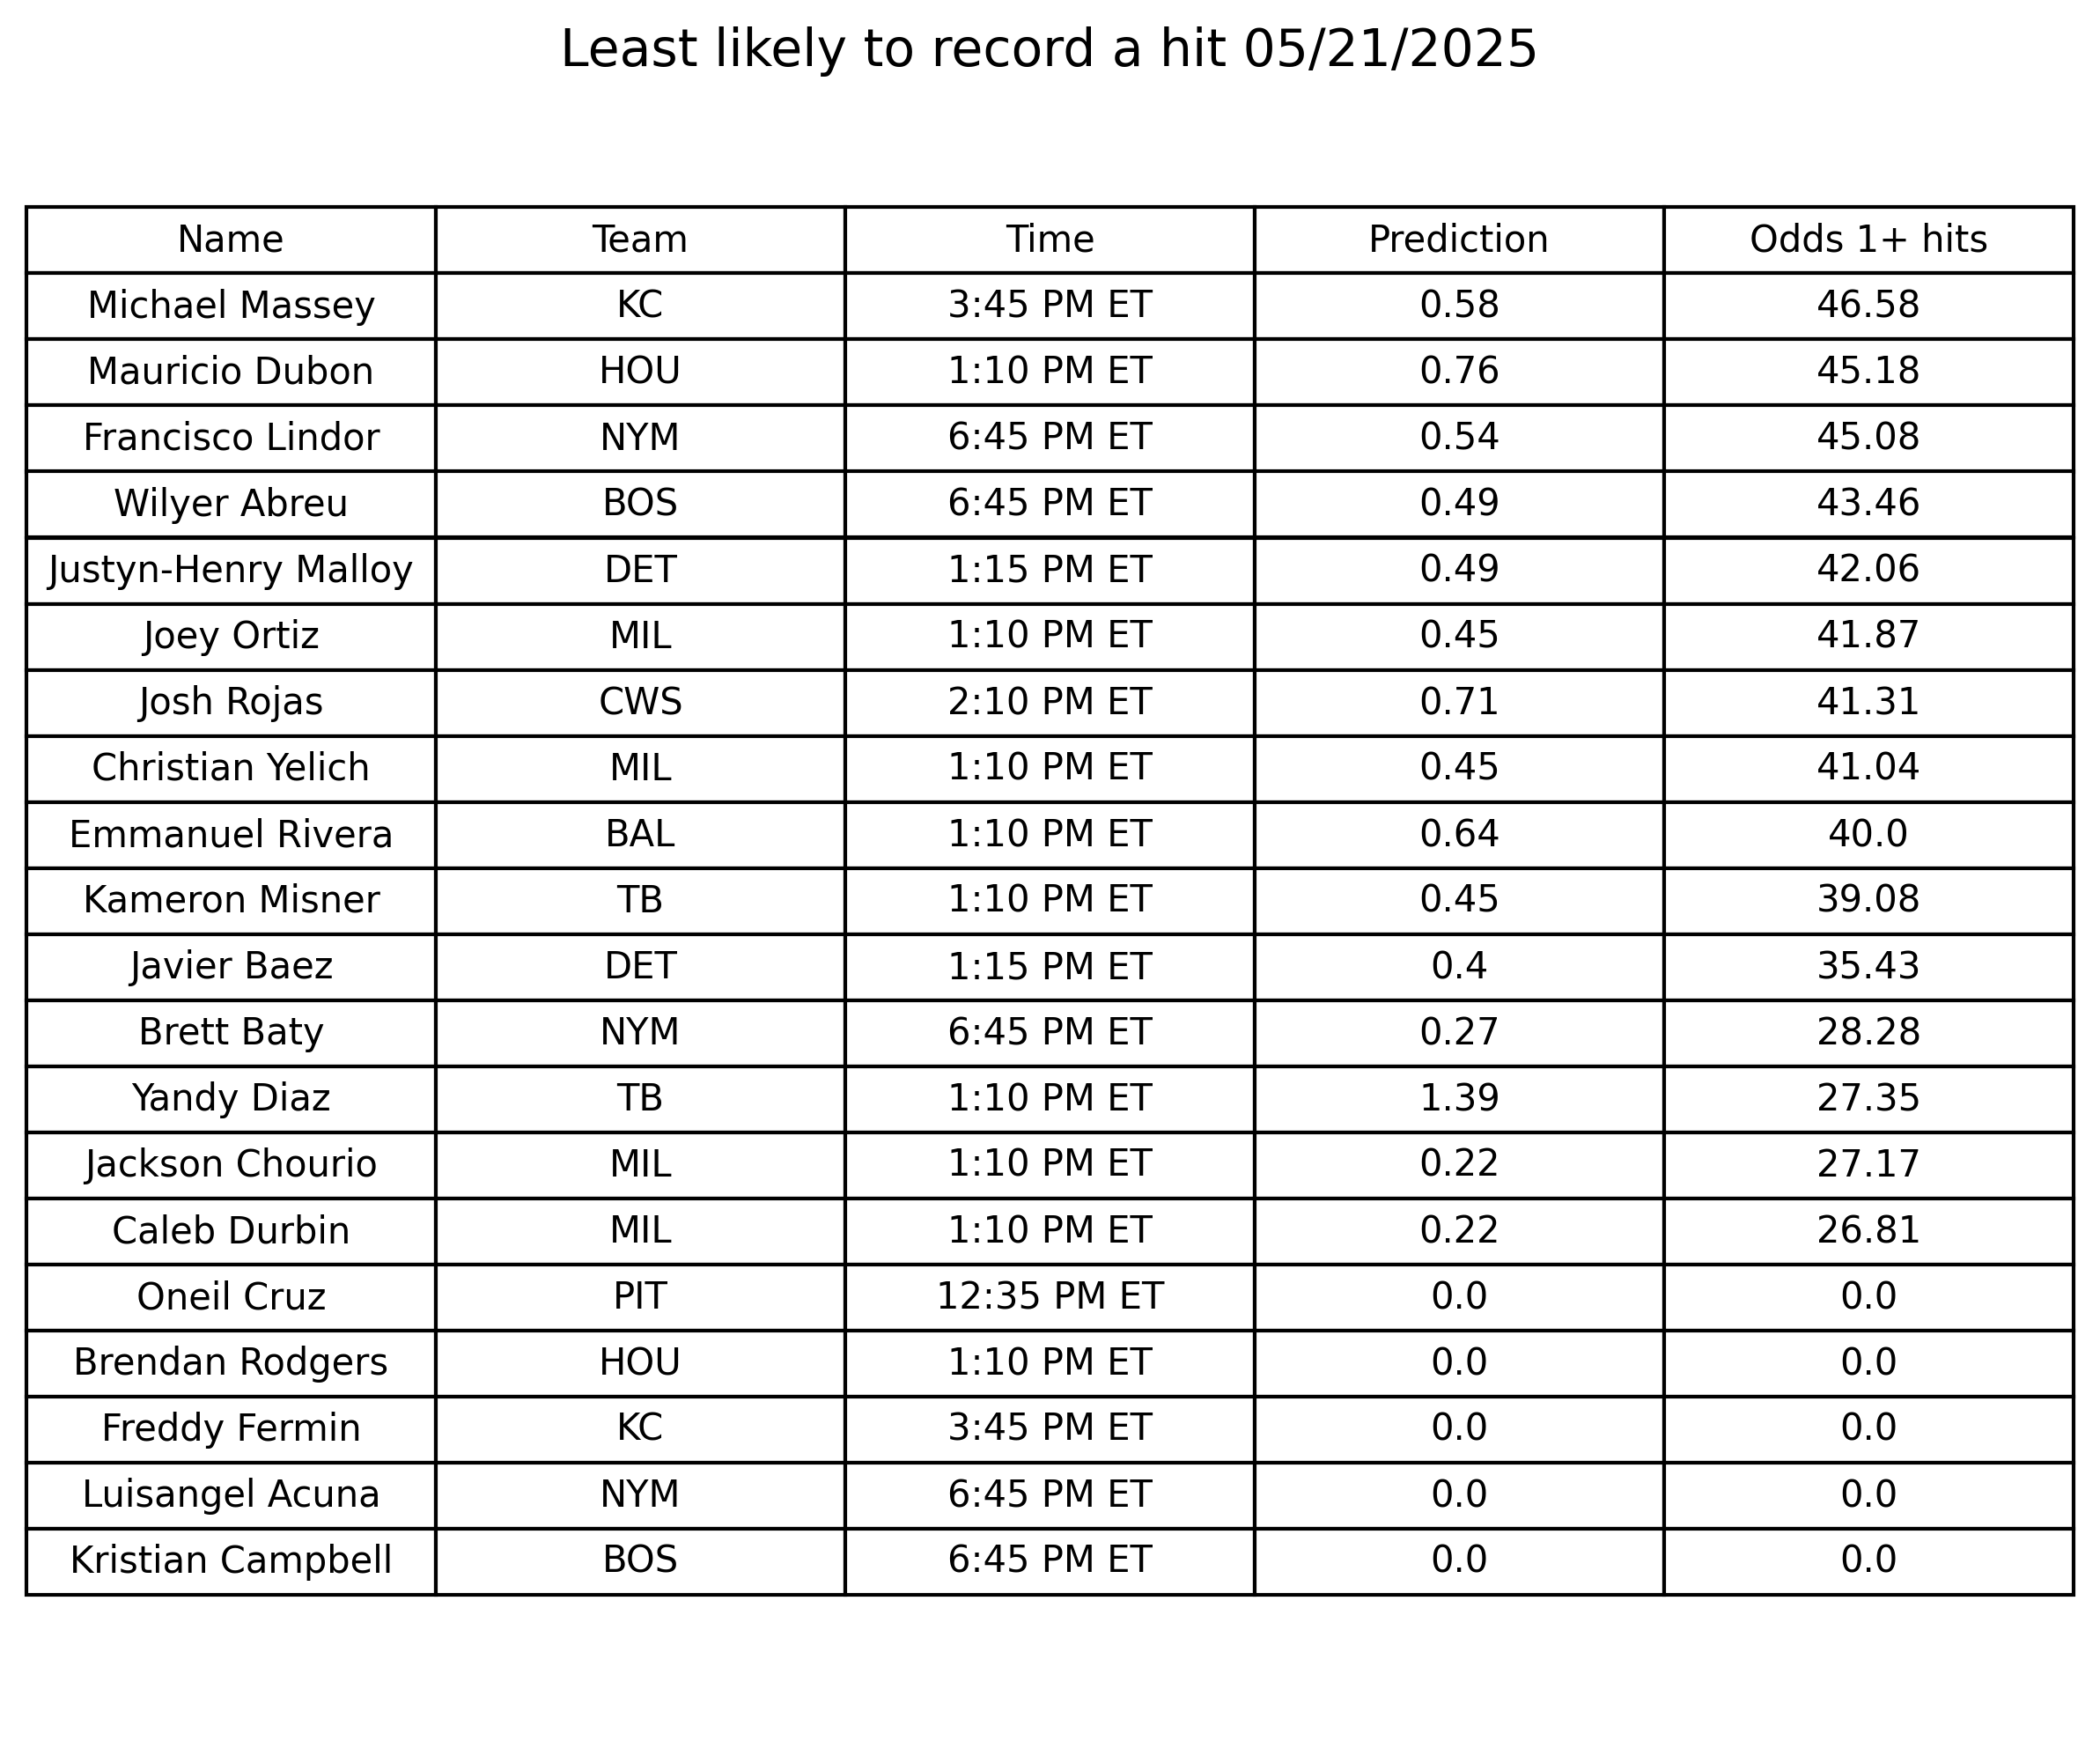 Least likely to record a hit 05/21/2025
Name Team Time Prediction Odds 1+ hits
Michael Massey KC 3:45 PM ET 0.58 46.58
Mauricio Dubon HOU 1:10 PM ET 0.76 45.18
Francisco Lindor NYM 6:45 PM ET 0.54 45.08
Wilyer Abreu BOS 6:45 PM ET 0.49 43.46
Justyn-Henry Malloy DET 1:15 PM ET 0.49 42.06
Joey Ortiz MIL 1:10 PM ET 0.45 41.87
Josh Rojas CWS 2:10 PM ET 0.71 41.31
Christian Yelich MIL 1:10 PM ET 0.45 41.04
Emmanuel Rivera BAL 1:10 PM ET 0.64 40.0
Kameron Misner TB 1:10 PM ET 0.45 39.08
Javier Baez DET 1:15 PM ET 0.4 35.43
Brett Baty NYM 6:45 PM ET 0.27 28.28
Yandy Diaz TB 1:10 PM ET 1.39 27.35
Jackson Chourio MIL 1:10 PM ET 0.22 27.17
Caleb Durbin MIL 1:10 PM ET 0.22 26.81
Oneil Cruz PIT 12:35 PM ET 0.0 0.0
Brendan Rodgers HOU 1:10 PM ET 0.0 0.0
Freddy Fermin KC 3:45 PM ET 0.0 0.0
Luisangel Acuna NYM 6:45 PM ET 0.0 0.0
Kristian Campbell BOS 6:45 PM ET 0.0 0.0